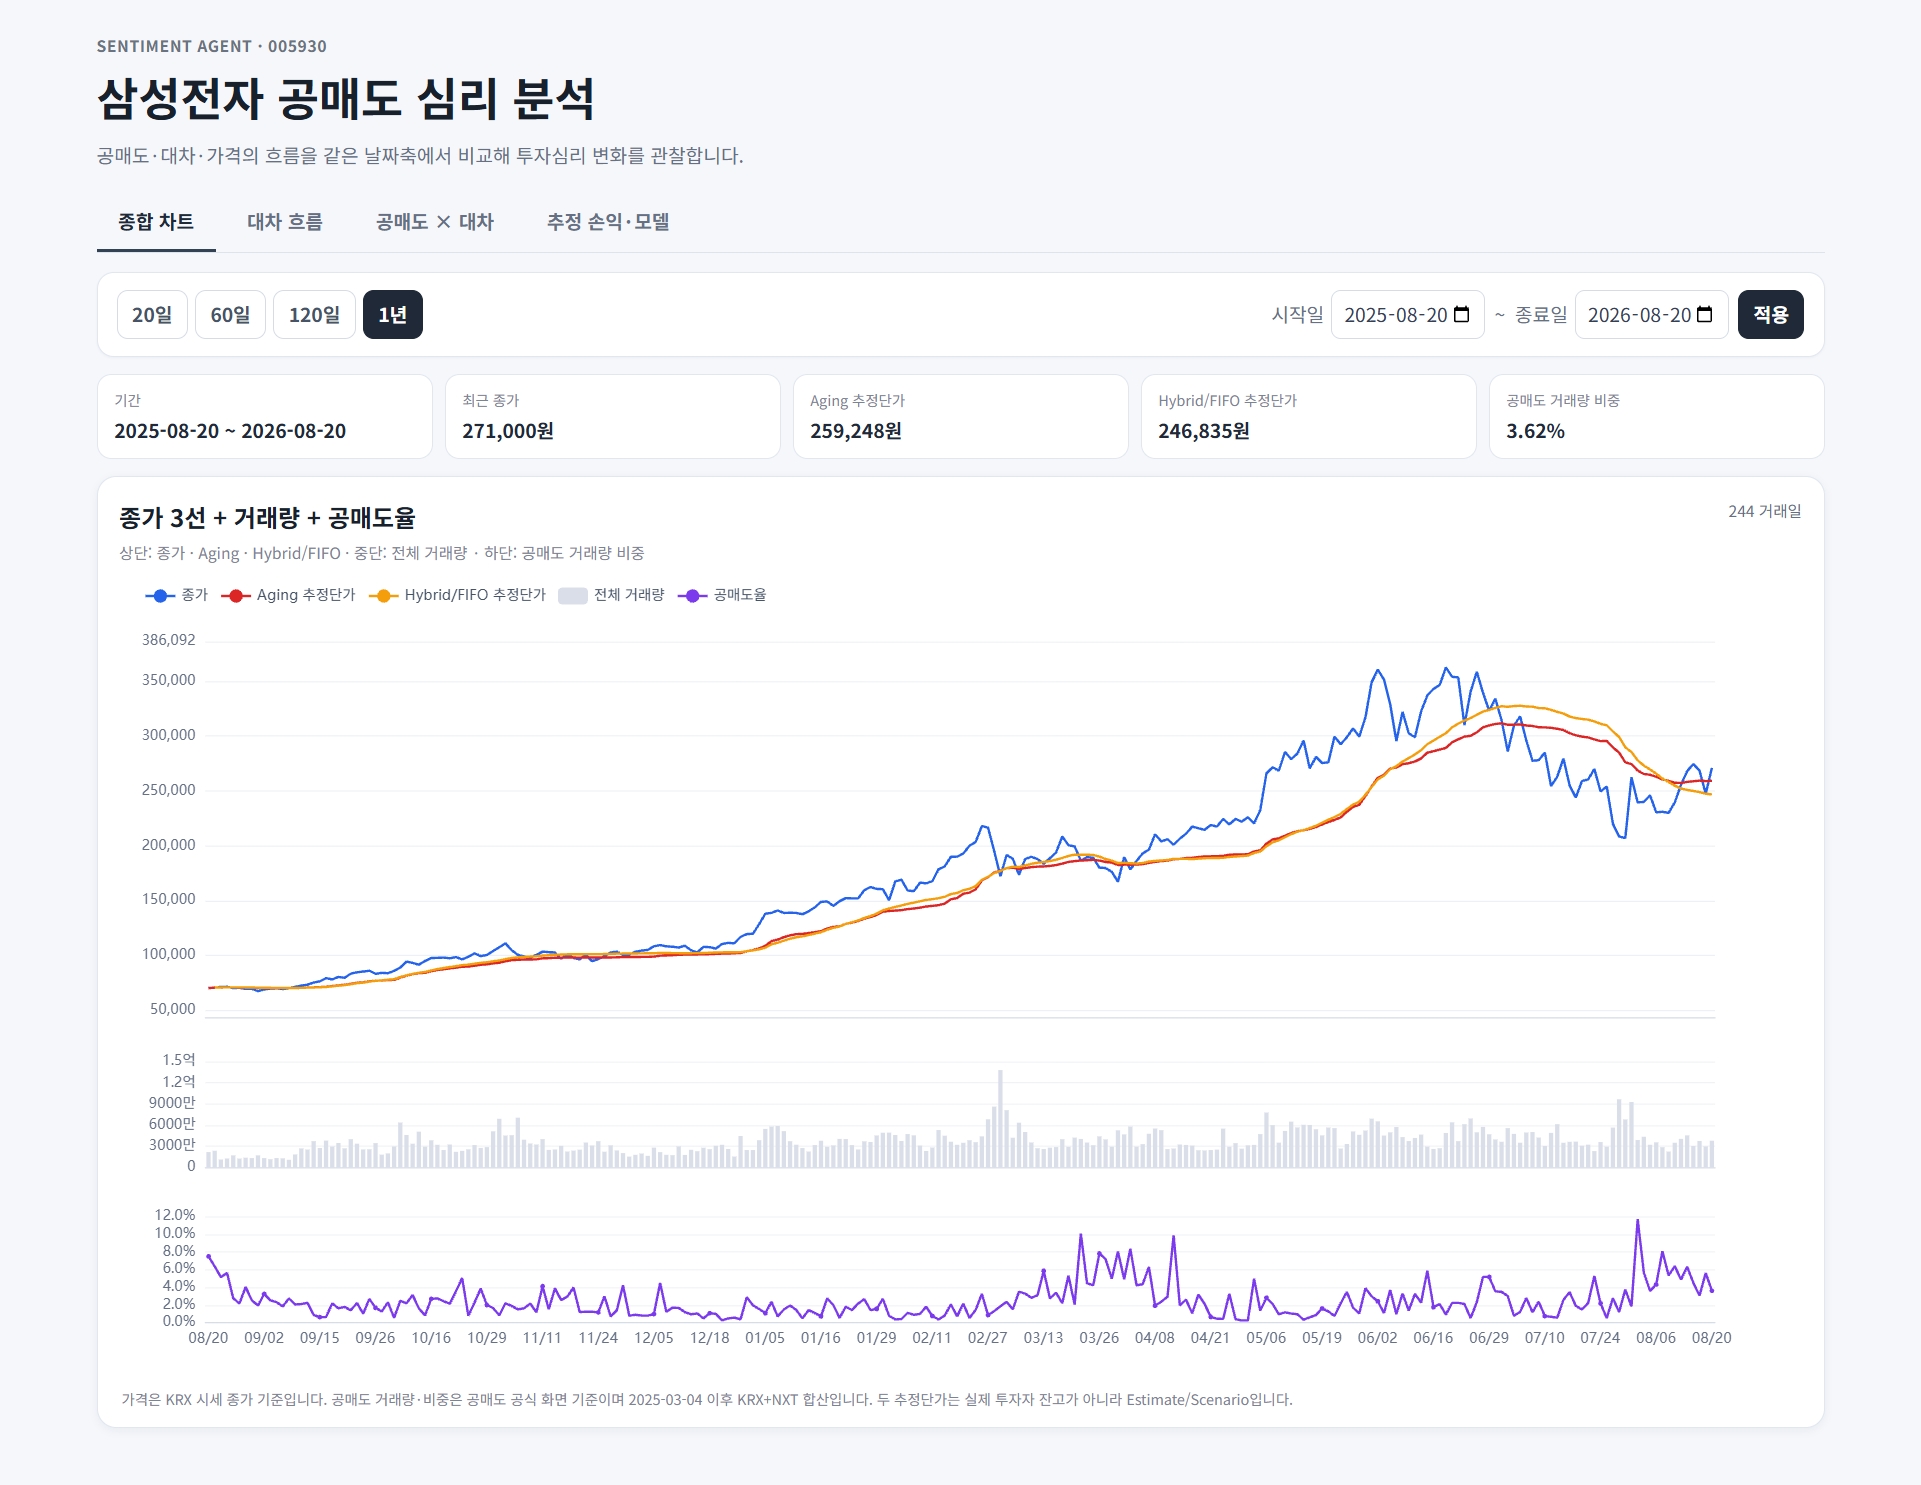 SENTIMENT AGENT · 005930
삼성전자 공매도 심리 분석
공매도·대차·가격의 흐름을 같은 날짜축에서 비교해 투자심리 변화를 관찰합니다.
종합 차트 대차 흐름 공매도 × 대차 추정 손익·모델
20일 60일 120일 1년 시작일 2025-08-20 ~ 종료일 2026-08-20 적용
기간 최근 종가 Aging 추정단가 Hybrid/FIFO 추정단가 공매도 거래량 비중
2025-08-20 ~ 2026-08-20 271,000원 259,248원 246,835원 3.62%
종가 3선 + 거래량 + 공매도율 244 거래일
상단: 종가 · Aging · Hybrid/FIFO · 중단: 전체 거래량 · 하단: 공매도 거래량 비중
종가 Aging 추정단가 Hybrid/FIFO 추정단가 전체 거래량 공매도율
386,092
350,000
300,000
250,000
200,000
150,000
100,000
50,000
1.5억
1.2억
9000만
6000만
3000만
0
12.0%
10.0%
8.0%
6.0%
4.0%
2.0%
0.0%
08/20 09/02 09/15 09/26 10/16 10/29 11/11 11/24 12/05 12/18 01/05 01/16 01/29 02/11 02/27 03/13 03/26 04/08 04/21 05/06 05/19 06/02 06/16 06/29 07/10 07/24 08/06 08/20
가격은 KRX 시세 종가 기준입니다. 공매도 거래량·비중은 공매도 공식 화면 기준이며 2025-03-04 이후 KRX+NXT 합산입니다. 두 추정단가는 실제 투자자 잔고가 아니라 Estimate/Scenario입니다.